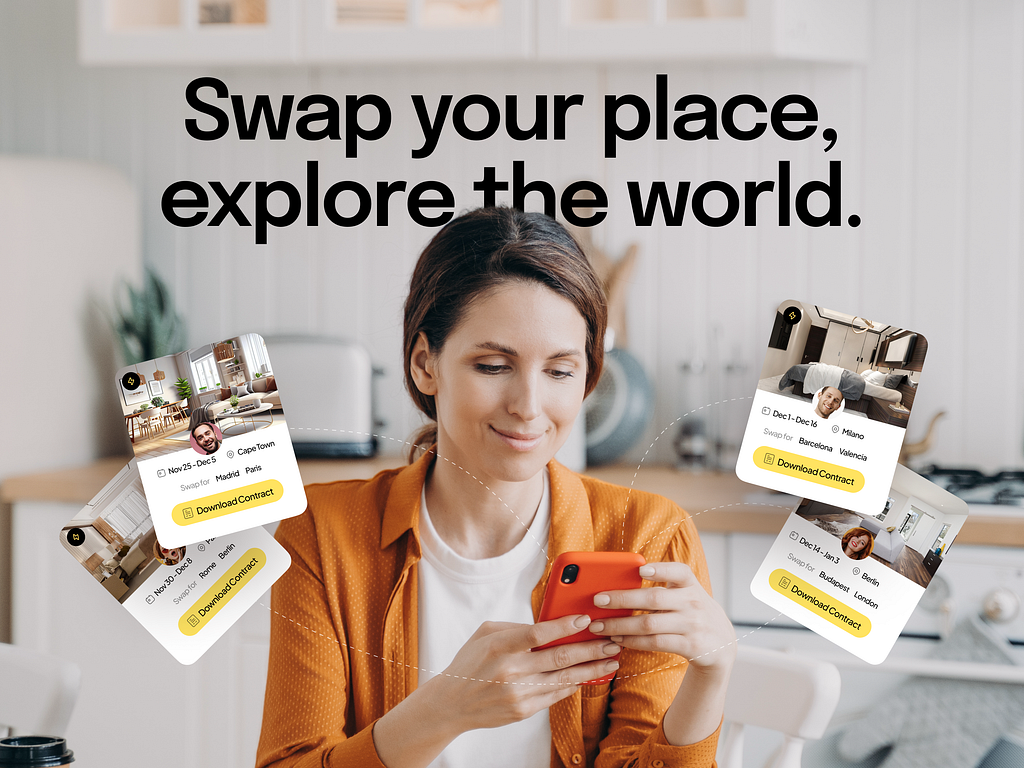 Swap your place,
explore the world.
Nov 25 - Dec 5 Cape Town
Swap for Madrid Paris
Download Contract
Nov 30 - Dec 8
Swap for Rome Berlin
Download Contract
Dec 1 - Dec 16 Milano
Swap for Barcelona Valencia
Download Contract
Dec 14 - Jan 3 Berlin
Swap for Budapest London
Download Contract